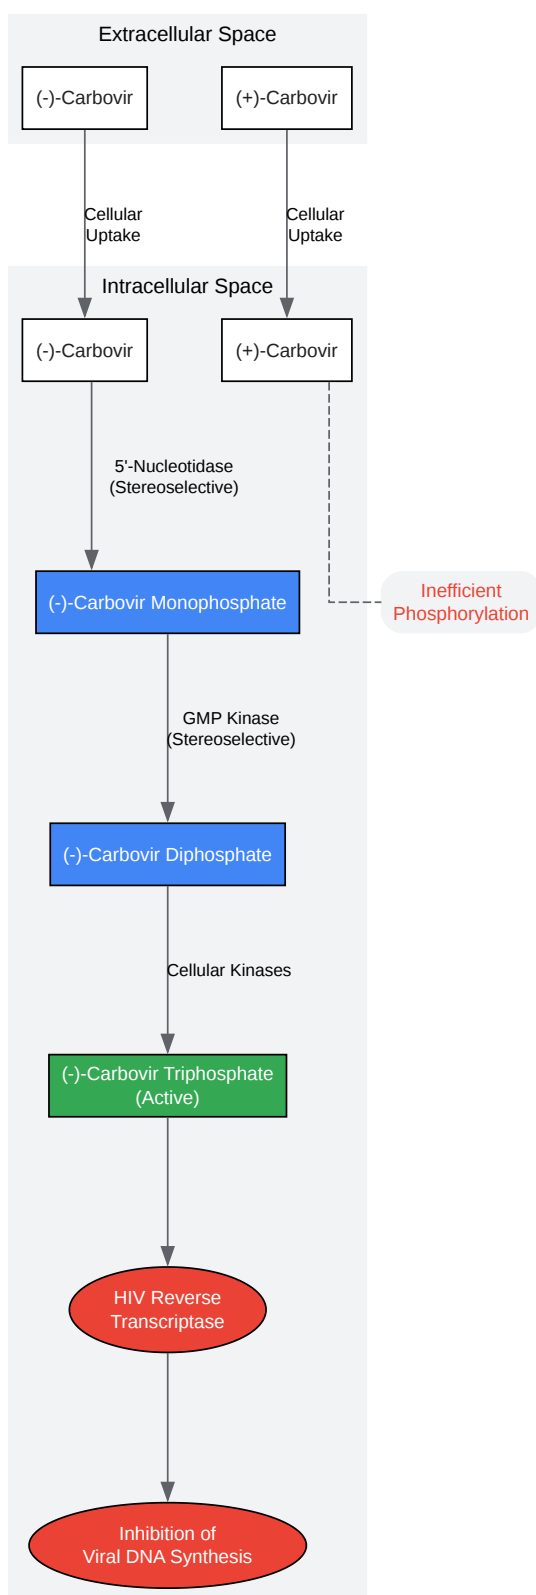 Extracellular Space
(-)-Carbovir
(+)-Carbovir
Cellular
Uptake
Cellular
Uptake
Intracellular Space
(-)-Carbovir
(+)-Carbovir
5'-Nucleotidase
(Stereoselective)
(-)-Carbovir Monophosphate
Inefficient
Phosphorylation
GMP Kinase
(Stereoselective)
(-)-Carbovir Diphosphate
Cellular Kinases
(-)-Carbovir Triphosphate
(Active)
HIV Reverse
Transcriptase
Inhibition of
Viral DNA Synthesis